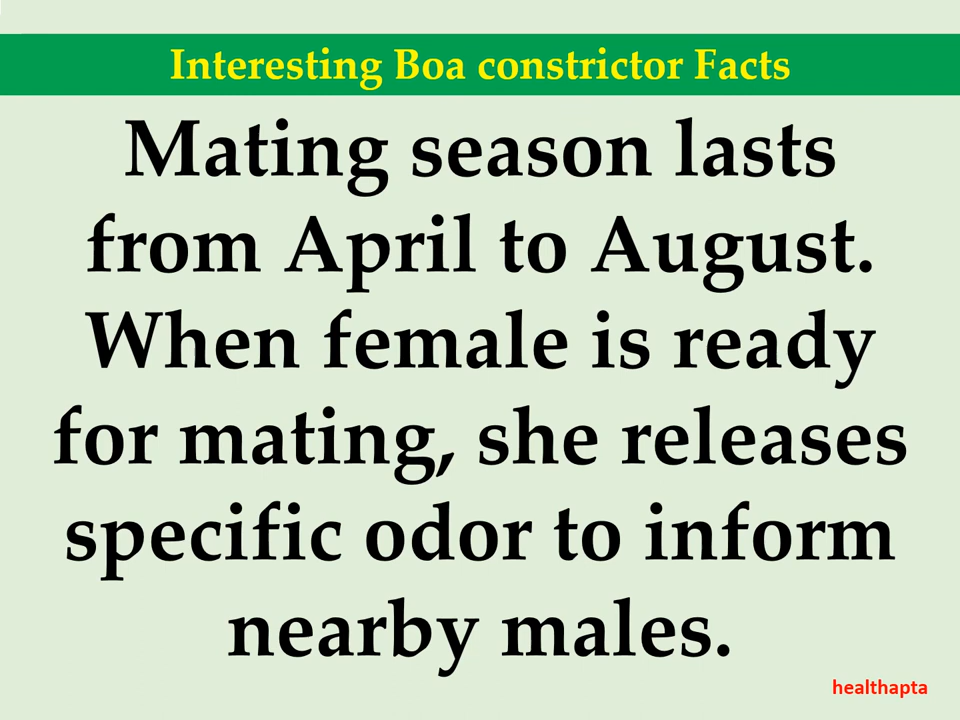 Interesting Boa constrictor Facts
Mating season lasts
from April to August.
When female is ready
for mating, she releases
specific odor to inform
nearby males.
healthapta